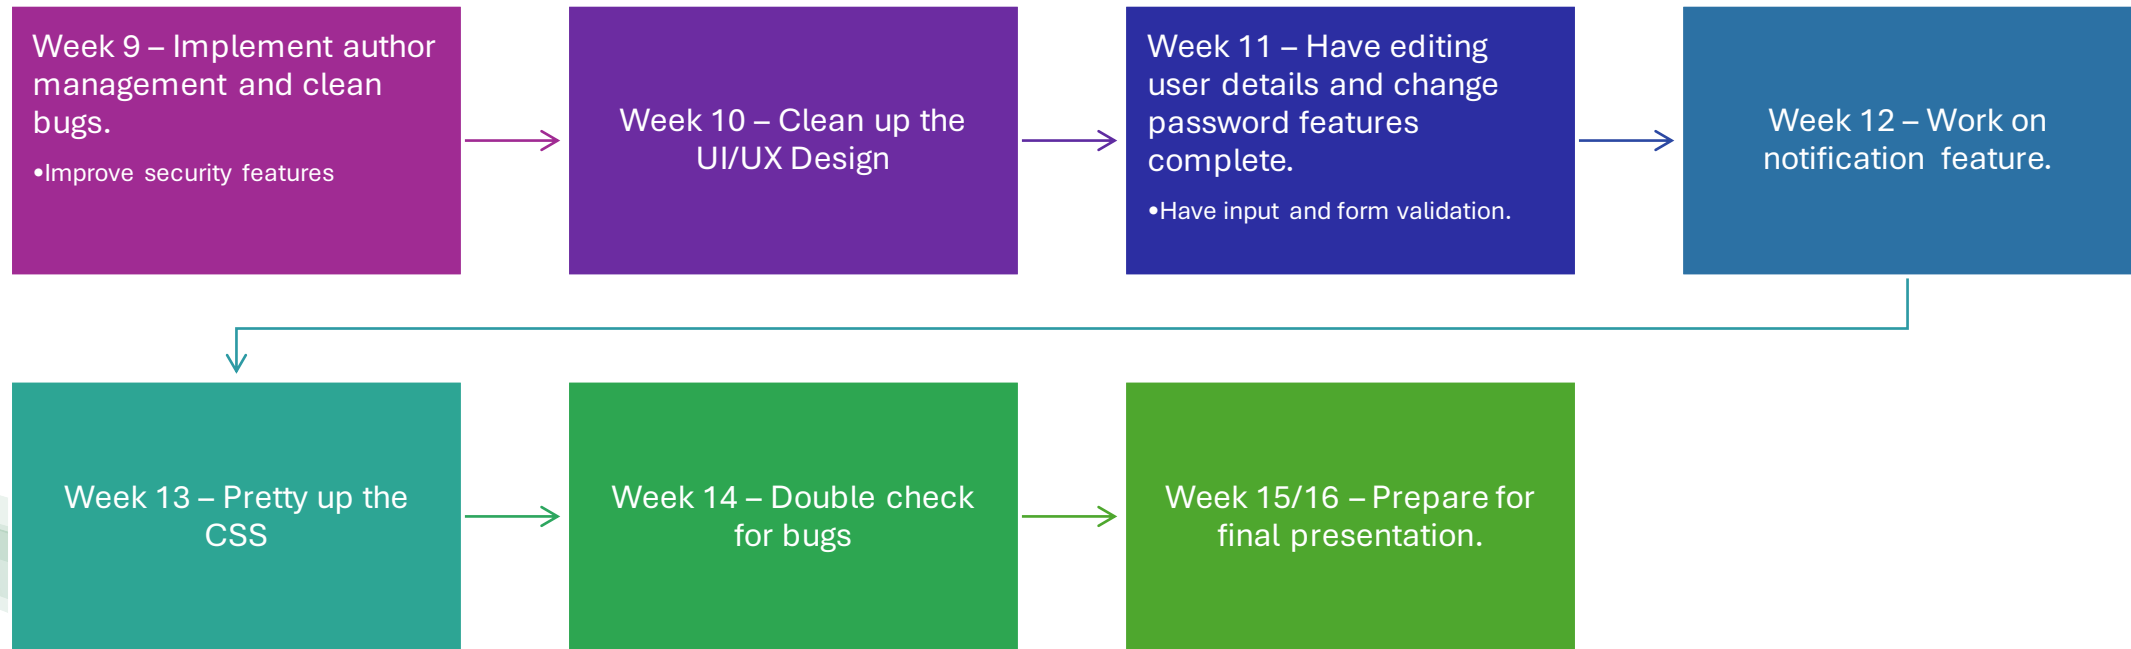 Week 9 – Implement author
management and clean
bugs.
•Improve security features
Week 10 – Clean up the
UI/UX Design
Week 11 – Have editing
user details and change
password features
complete.
•Have input and form validation.
Week 12 – Work on
notification feature.
Week 13 – Pretty up the
CSS
Week 14 – Double check
for bugs
Week 15/16 – Prepare for
final presentation.